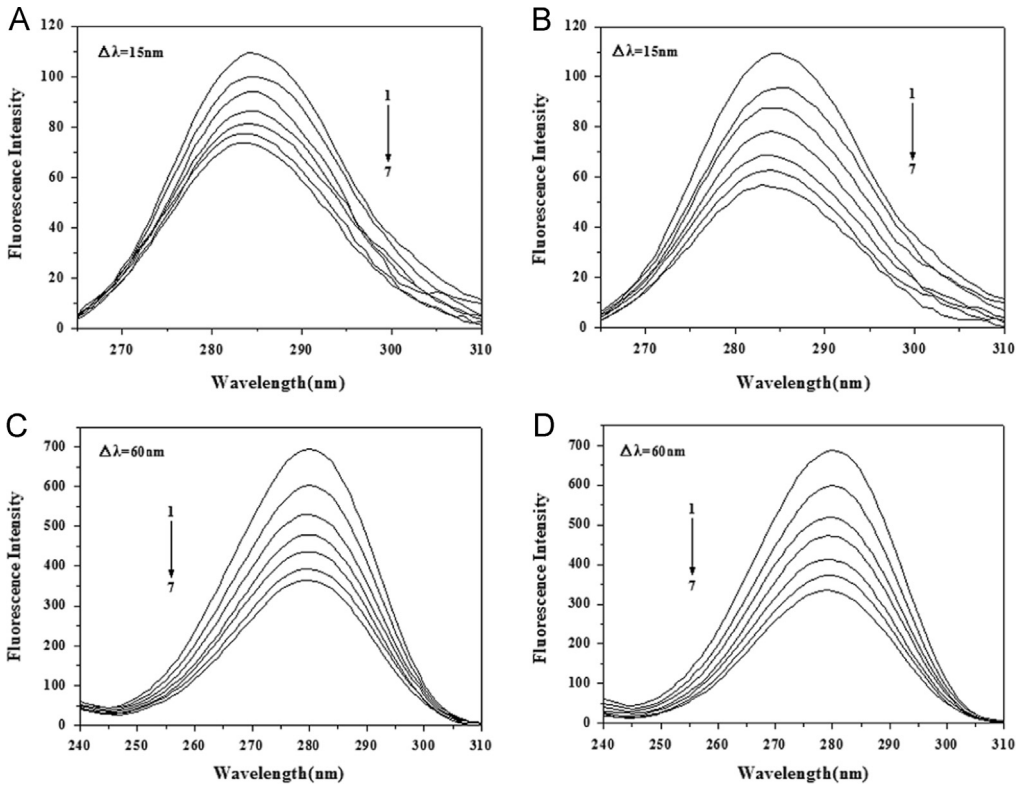 A
Δλ=15nm
1
7
120
100
80
60
40
20
0
270 280 290 300 310
Fluorescence Intensity
Wavelength(nm)
B
Δλ=15nm
1
7
120
100
80
60
40
20
0
270 280 290 300 310
Fluorescence Intensity
Wavelength(nm)
C
Δλ=60nm
1
7
700
600
500
400
300
200
100
0
240 250 260 270 280 290 300 310
Fluorescence Intensity
Wavelength(nm)
D
Δλ=60nm
1
7
700
600
500
400
300
200
100
0
240 250 260 270 280 290 300 310
Fluorescence Intensity
Wavelength(nm)